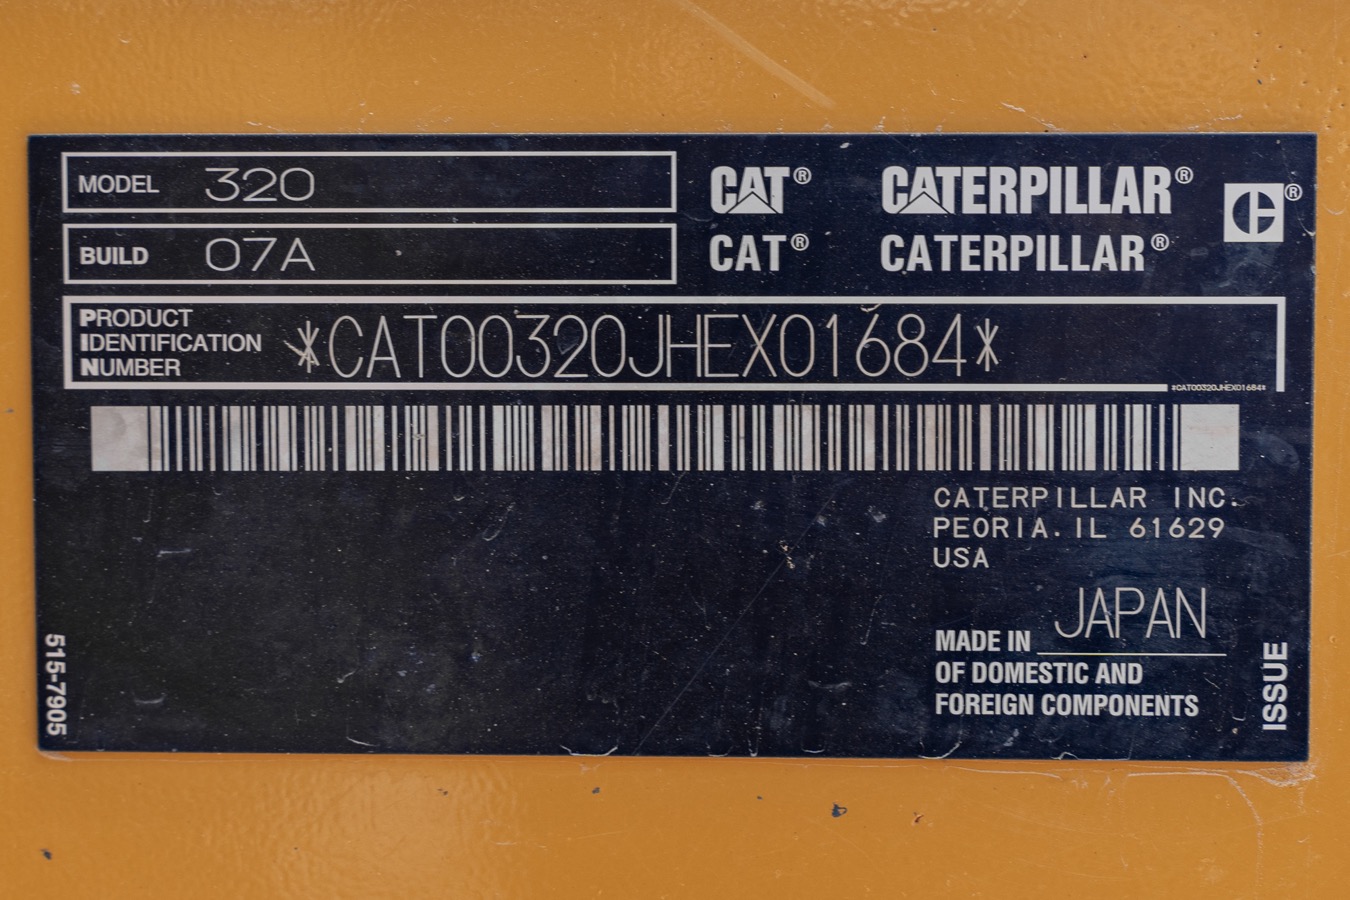 MODEL 320
BUILD 07A
CAT® CATERPILLAR®
CAT® CATERPILLAR®
C®
PRODUCT
IDENTIFICATION
NUMBER
*CAT00320JHEX01684*
*CAT00320JHEX01684*
CATERPILLAR INC.
PEORIA. IL 61629
USA
MADE IN JAPAN
OF DOMESTIC AND
FOREIGN COMPONENTS
515-7905
ISSUE